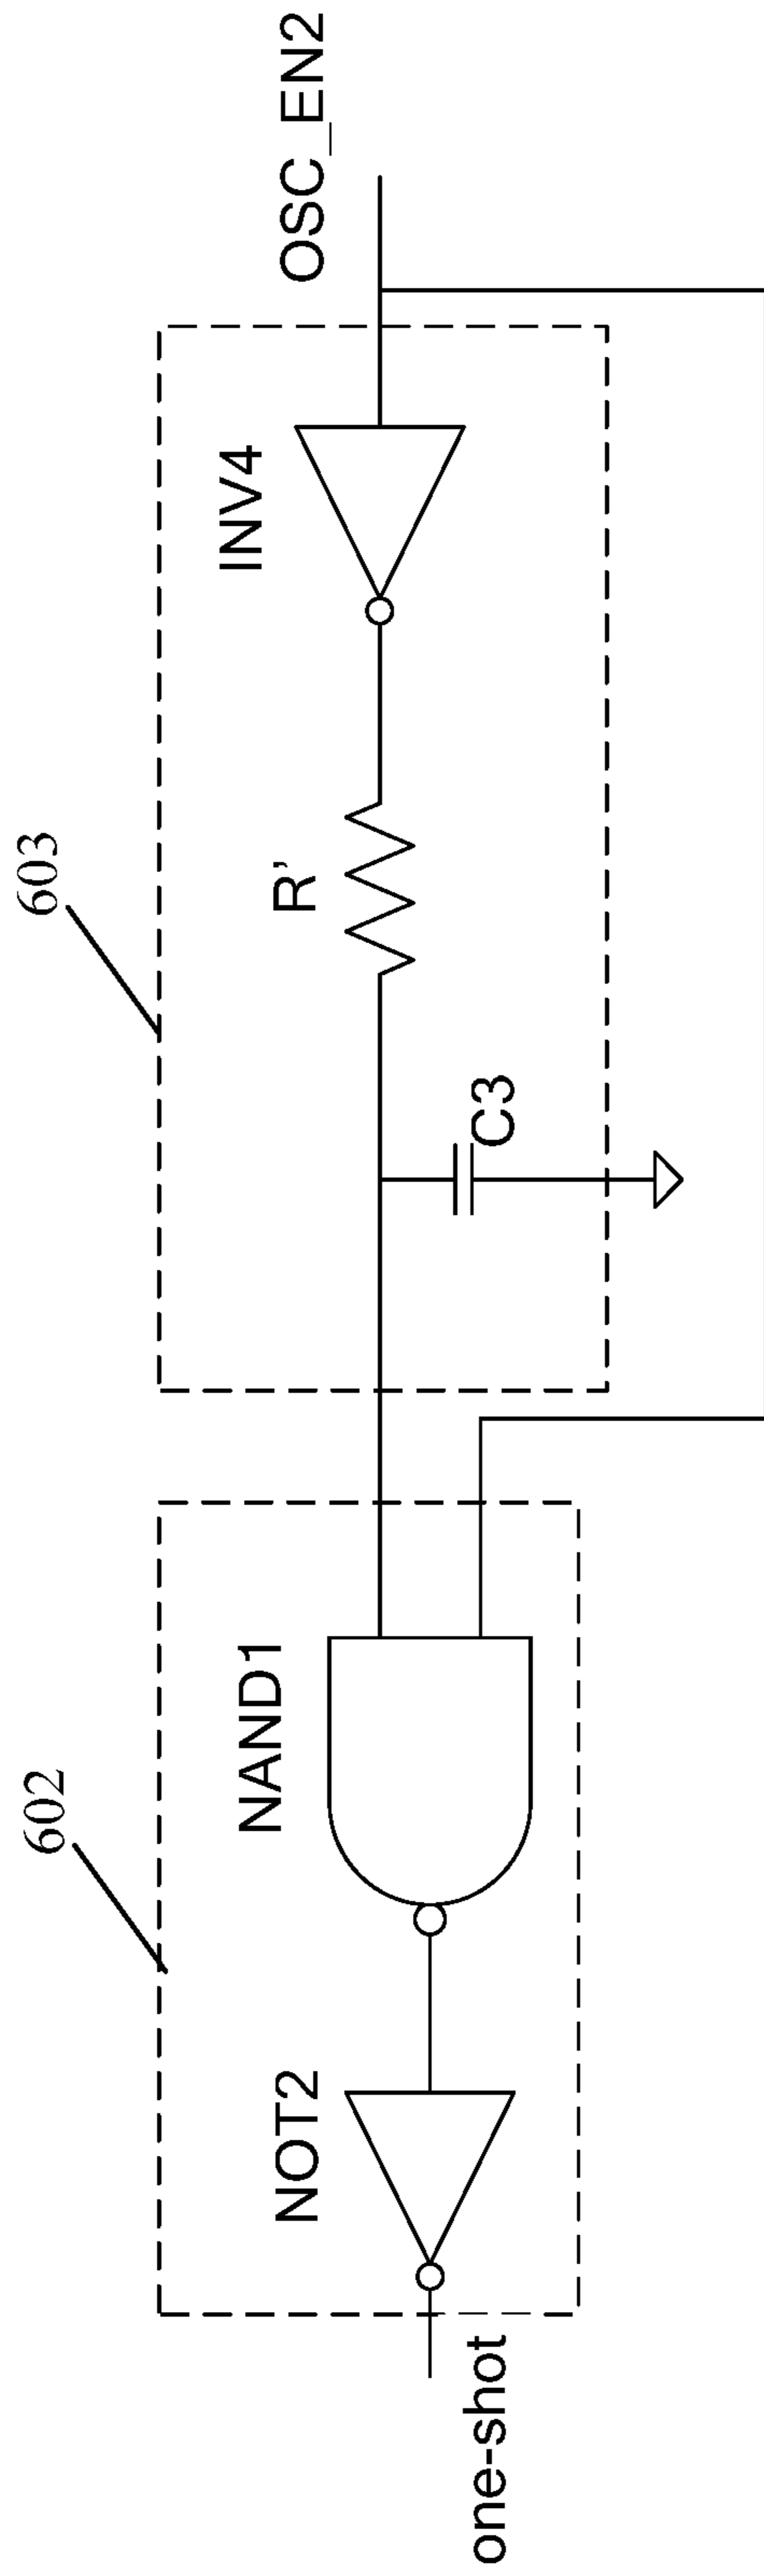 603
602
OSC_EN2
INV4
R’
C3
NAND1
NOT2
one-shot